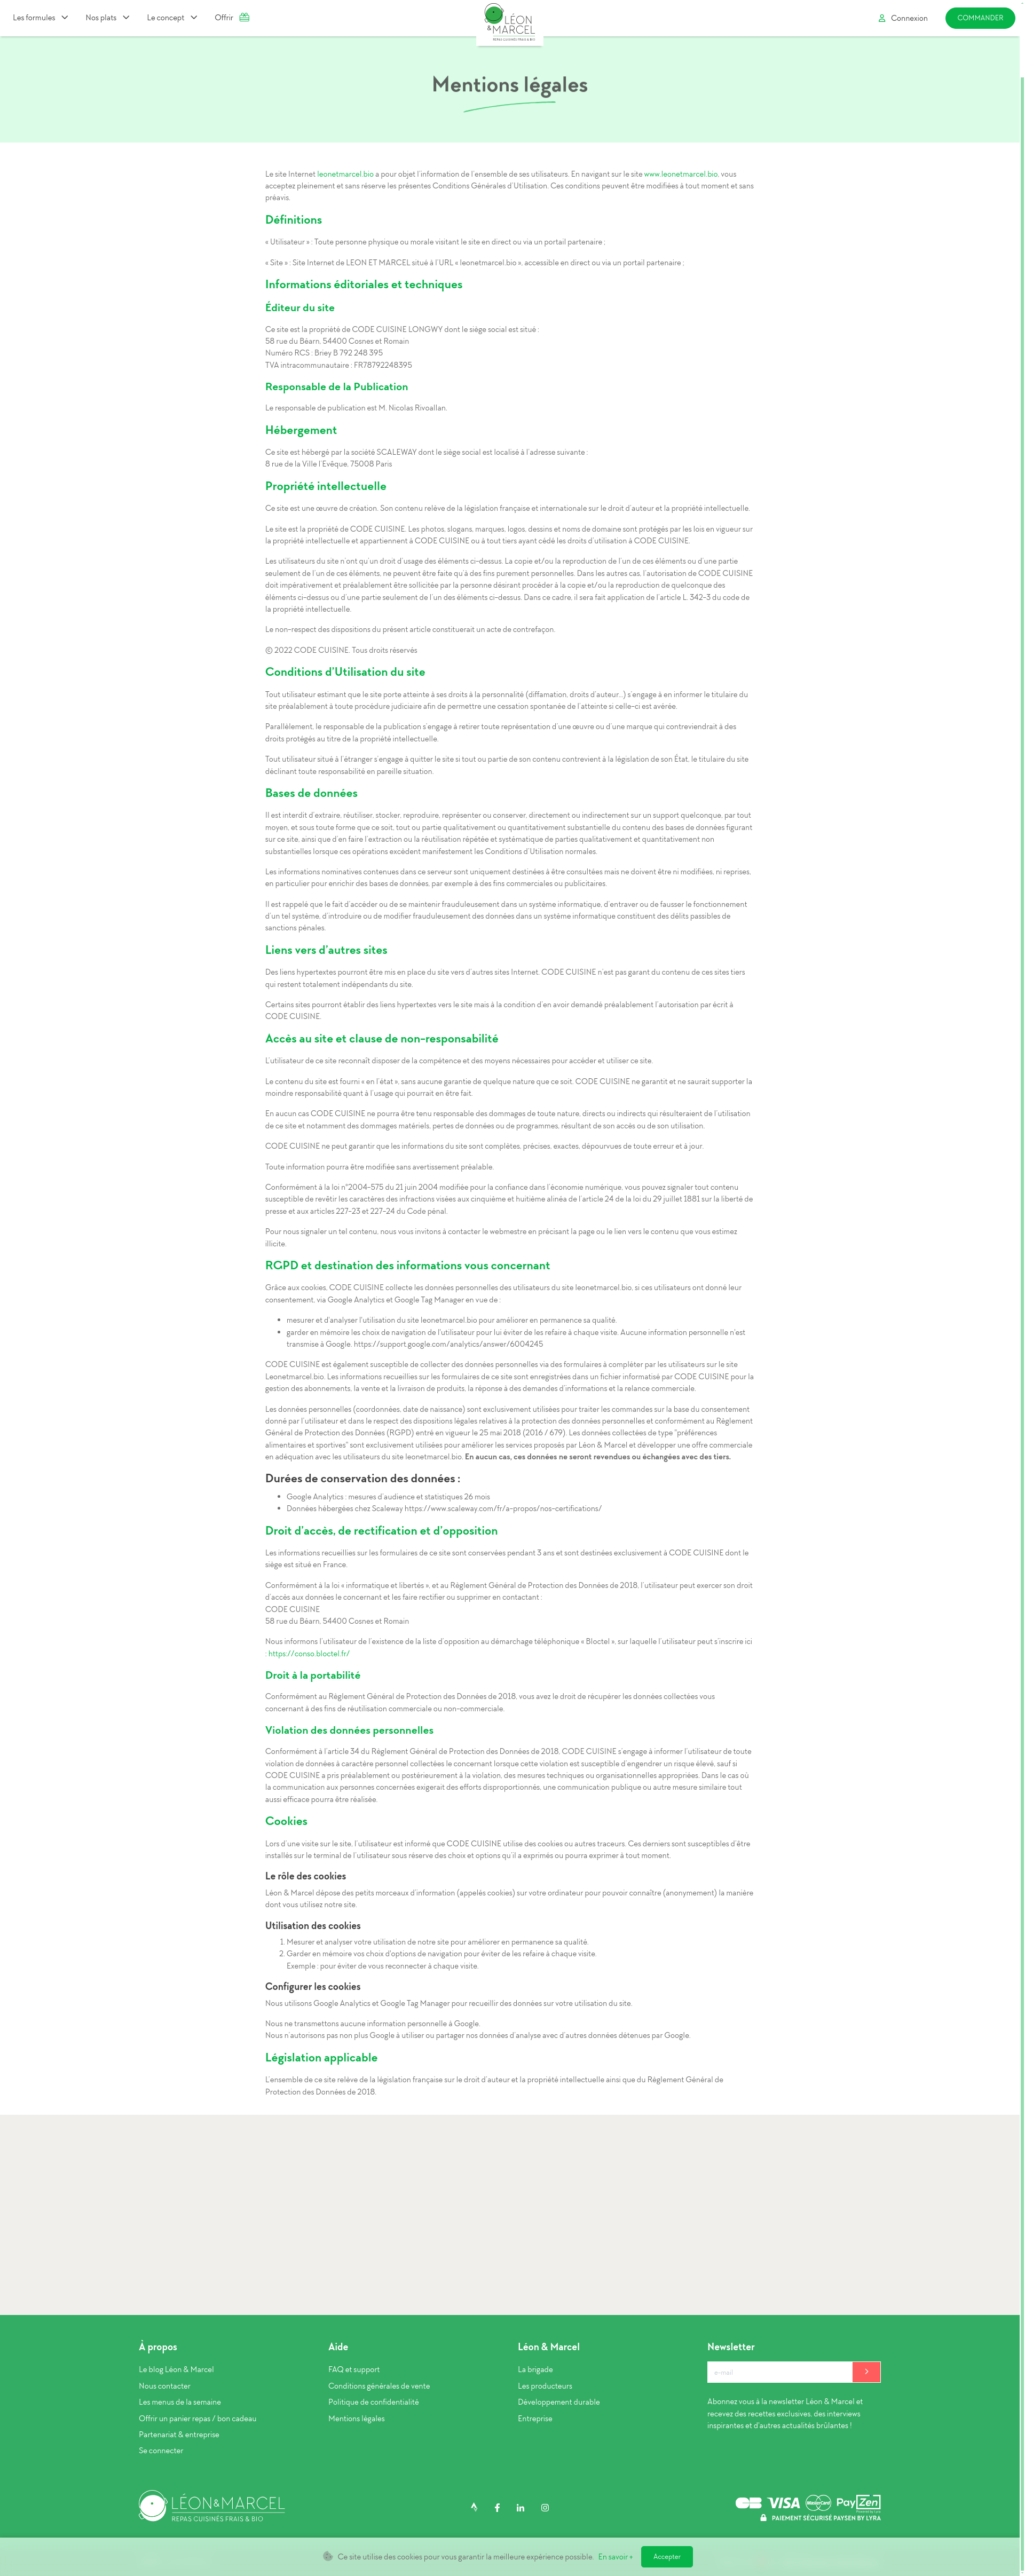 Les formules
Nos plats
Le concept
Offrir
LÉON
&MARCEL
REPAS CUISINÉS FRAIS & BIO
Connexion
COMMANDER
Mentions légales
Le site Internet leonetmarcel.bio a pour objet l'information de l'ensemble de ses utilisateurs. En navigant sur le site www.leonetmarcel.bio, vous
acceptez pleinement et sans réserve les présentes Conditions Générales d'Utilisation. Ces conditions peuvent être modifiées à tout moment et sans
préavis.
Définitions
« Utilisateur » : Toute personne physique ou morale visitant le site en direct ou via un portail partenaire ;
« Site » : Site Internet de LEON ET MARCEL situé à l'URL « leonetmarcel.bio », accessible en direct ou via un portail partenaire ;
Informations éditoriales et techniques
Éditeur du site
Ce site est la propriété de CODE CUISINE LONGWY dont le siège social est situé :
58 rue du Béarn, 54400 Cosnes et Romain
Numéro RCS : Briey B 792 248 395
TVA intracommunautaire : FR78792248395
Responsable de la Publication
Le responsable de publication est M. Nicolas Rivoallan.
Hébergement
Ce site est hébergé par la société SCALEWAY dont le siège social est localisé à l'adresse suivante :
8 rue de la Ville l'Evêque, 75008 Paris
Propriété intellectuelle
Ce site est une œuvre de création. Son contenu relève de la législation française et internationale sur le droit d'auteur et la propriété intellectuelle.
Le site est la propriété de CODE CUISINE. Les photos, slogans, marques, logos, dessins et noms de domaine sont protégés par les lois en vigueur sur
la propriété intellectuelle et appartiennent à CODE CUISINE ou à tout tiers ayant cédé les droits d'utilisation à CODE CUISINE.
Les utilisateurs du site n'ont qu'un droit d'usage des éléments ci-dessus. La copie et/ou la reproduction de l'un de ces éléments ou d'une partie
seulement de l'un de ces éléments, ne peuvent être faite qu'à des fins purement personnelles. Dans les autres cas, l'autorisation de CODE CUISINE
doit impérativement et préalablement être sollicitée par la personne désirant procéder à la copie et/ou la reproduction de quelconque des
éléments ci-dessus ou d'une partie seulement de l'un des éléments ci-dessus. Dans ce cadre, il sera fait application de l'article L. 342-3 du code de
la propriété intellectuelle.
Le non-respect des dispositions du présent article constituerait un acte de contrefaçon.
© 2022 CODE CUISINE. Tous droits réservés
Conditions d'Utilisation du site
Tout utilisateur estimant que le site porte atteinte à ses droits à la personnalité (diffamation, droits d'auteur...) s'engage à en informer le titulaire du
site préalablement à toute procédure judiciaire afin de permettre une cessation spontanée de l'atteinte si celle-ci est avérée.
Parallèlement, le responsable de la publication s'engage à retirer toute représentation d'une œuvre ou d'une marque qui contreviendrait à des
droits protégés au titre de la propriété intellectuelle.
Tout utilisateur situé à l'étranger s'engage à quitter le site si tout ou partie de son contenu contrevient à la législation de son État, le titulaire du site
déclinant toute responsabilité en pareille situation.
Bases de données
Il est interdit d'extraire, réutiliser, stocker, reproduire, représenter ou conserver, directement ou indirectement sur un support quelconque, par tout
moyen, et sous toute forme que ce soit, tout ou partie qualitativement ou quantitativement substantielle du contenu des bases de données figurant
sur ce site, ainsi que d'en faire l'extraction ou la réutilisation répétée et systématique de parties qualitativement et quantitativement non
substantielles lorsque ces opérations excèdent manifestement les Conditions d'Utilisation normales.
Les informations nominatives contenues dans ce serveur sont uniquement destinées à être consultées mais ne doivent être ni modifiées, ni reprises,
en particulier pour enrichir des bases de données, par exemple à des fins commerciales ou publicitaires.
Il est rappelé que le fait d'accéder ou de se maintenir frauduleusement dans un système informatique, d'entraver ou de fausser le fonctionnement
d'un tel système, d'introduire ou de modifier frauduleusement des données dans un système informatique constituent des délits passibles de
sanctions pénales.
Liens vers d'autres sites
Des liens hypertextes pourront être mis en place du site vers d'autres sites Internet. CODE CUISINE n'est pas garant du contenu de ces sites tiers
qui restent totalement indépendants du site.
Certains sites pourront établir des liens hypertextes vers le site mais à la condition d'en avoir demandé préalablement l'autorisation par écrit à
CODE CUISINE.
Accès au site et clause de non-responsabilité
L'utilisateur de ce site reconnaît disposer de la compétence et des moyens nécessaires pour accéder et utiliser ce site.
Le contenu du site est fourni « en l'état », sans aucune garantie de quelque nature que ce soit. CODE CUISINE ne garantit et ne saurait supporter la
moindre responsabilité quant à l'usage qui pourrait en être fait.
En aucun cas CODE CUISINE ne pourra être tenu responsable des dommages de toute nature, directs ou indirects qui résulteraient de l'utilisation
de ce site et notamment des dommages matériels, pertes de données ou de programmes, résultant de son accès ou de son utilisation.
CODE CUISINE ne peut garantir que les informations du site sont complètes, précises, exactes, dépourvues de toute erreur et à jour.
Toute information pourra être modifiée sans avertissement préalable.
Conformément à la loi n°2004-575 du 21 juin 2004 modifiée pour la confiance dans l'économie numérique, vous pouvez signaler tout contenu
susceptible de revêtir les caractères des infractions visées aux cinquième et huitième alinéa de l'article 24 de la loi du 29 juillet 1881 sur la liberté de
presse et aux articles 227-23 et 227-24 du Code pénal.
Pour nous signaler un tel contenu, nous vous invitons à contacter le webmestre en précisant la page ou le lien vers le contenu que vous estimez
illicite.
RGPD et destination des informations vous concernant
Grâce aux cookies, CODE CUISINE collecte les données personnelles des utilisateurs du site leonetmarcel.bio, si ces utilisateurs ont donné leur
consentement, via Google Analytics et Google Tag Manager en vue de :
• mesurer et d'analyser l'utilisation du site leonetmarcel.bio pour améliorer en permanence sa qualité.
• garder en mémoire les choix de navigation de l'utilisateur pour lui éviter de les refaire à chaque visite. Aucune information personnelle n'est
transmise à Google. https://support.google.com/analytics/answer/6004245
CODE CUISINE est également susceptible de collecter des données personnelles via des formulaires à compléter par les utilisateurs sur le site
Leonetmarcel.bio. Les informations recueillies sur les formulaires de ce site sont enregistrées dans un fichier informatisé par CODE CUISINE pour la
gestion des abonnements, la vente et la livraison de produits, la réponse à des demandes d'informations et la relance commerciale.
Les données personnelles (coordonnées, date de naissance) sont exclusivement utilisées pour traiter les commandes sur la base du consentement
donné par l'utilisateur et dans le respect des dispositions légales relatives à la protection des données personnelles et conformément au Règlement
Général de Protection des Données (RGPD) entré en vigueur le 25 mai 2018 (2016 / 679). Les données collectées de type "préférences
alimentaires et sportives" sont exclusivement utilisées pour améliorer les services proposés par Léon & Marcel et développer une offre commerciale
en adéquation avec les utilisateurs du site leonetmarcel.bio. En aucun cas, ces données ne seront revendues ou échangées avec des tiers.
Durées de conservation des données :
• Google Analytics : mesures d'audience et statistiques 26 mois
• Données hébergées chez Scaleway https://www.scaleway.com/fr/a-propos/nos-certifications/
Droit d'accès, de rectification et d'opposition
Les informations recueillies sur les formulaires de ce site sont conservées pendant 3 ans et sont destinées exclusivement à CODE CUISINE dont le
siège est situé en France.
Conformément à la loi « informatique et libertés », et au Règlement Général de Protection des Données de 2018, l'utilisateur peut exercer son droit
d'accès aux données le concernant et les faire rectifier ou supprimer en contactant :
CODE CUISINE
58 rue du Béarn, 54400 Cosnes et Romain
Nous informons l'utilisateur de l'existence de la liste d'opposition au démarchage téléphonique « Bloctel », sur laquelle l'utilisateur peut s'inscrire ici
: https://conso.bloctel.fr/
Droit à la portabilité
Conformément au Règlement Général de Protection des Données de 2018, vous avez le droit de récupérer les données collectées vous
concernant à des fins de réutilisation commerciale ou non-commerciale.
Violation des données personnelles
Conformément à l'article 34 du Règlement Général de Protection des Données de 2018, CODE CUISINE s'engage à informer l'utilisateur de toute
violation de données à caractère personnel collectées le concernant lorsque cette violation est susceptible d'engendrer un risque élevé, sauf si
CODE CUISINE a pris préalablement ou postérieurement à la violation, des mesures techniques ou organisationnelles appropriées. Dans le cas où
la communication aux personnes concernées exigerait des efforts disproportionnés, une communication publique ou autre mesure similaire tout
aussi efficace pourra être réalisée.
Cookies
Lors d'une visite sur le site, l'utilisateur est informé que CODE CUISINE utilise des cookies ou autres traceurs. Ces derniers sont susceptibles d'être
installés sur le terminal de l'utilisateur sous réserve des choix et options qu'il a exprimés ou pourra exprimer à tout moment.
Le rôle des cookies
Léon & Marcel dépose des petits morceaux d'information (appelés cookies) sur votre ordinateur pour pouvoir connaître (anonymement) la manière
dont vous utilisez notre site.
Utilisation des cookies
1. Mesurer et analyser votre utilisation de notre site pour améliorer en permanence sa qualité.
2. Garder en mémoire vos choix d'options de navigation pour éviter de les refaire à chaque visite.
Exemple : pour éviter de vous reconnecter à chaque visite.
Configurer les cookies
Nous utilisons Google Analytics et Google Tag Manager pour recueillir des données sur votre utilisation du site.
Nous ne transmettons aucune information personnelle à Google.
Nous n'autorisons pas non plus Google à utiliser ou partager nos données d'analyse avec d'autres données détenues par Google.
Législation applicable
L'ensemble de ce site relève de la législation française sur le droit d'auteur et la propriété intellectuelle ainsi que du Règlement Général de
Protection des Données de 2018.
À propos
Le blog Léon & Marcel
Nous contacter
Les menus de la semaine
Offrir un panier repas / bon cadeau
Partenariat & entreprise
Se connecter
Aide
FAQ et support
Conditions générales de vente
Politique de confidentialité
Mentions légales
Léon & Marcel
La brigade
Les producteurs
Développement durable
Entreprise
Newsletter
e-mail
Abonnez vous à la newsletter Léon & Marcel et
recevez des recettes exclusives, des interviews
inspirantes et d'autres actualités brûlantes !
LÉON&MARCEL
REPAS CUISINÉS FRAIS & BIO
CB VISA MasterCard PayZen
PAIEMENT SÉCURISÉ PAYSEN BY LYRA
Ce site utilise des cookies pour vous garantir la meilleure expérience possible. En savoir +
Accepter